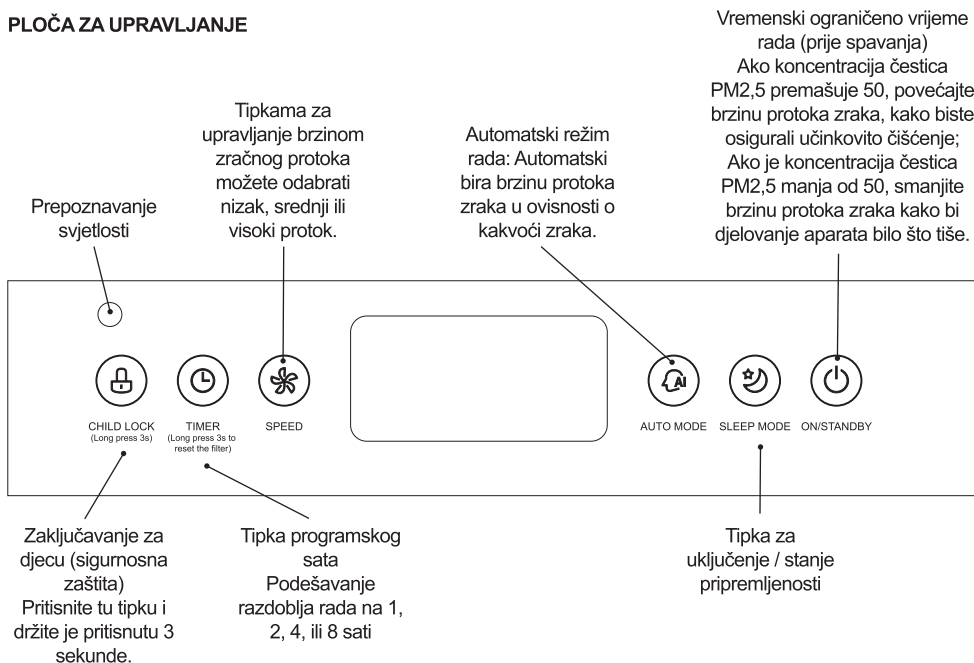 PLOČA ZA UPRAVLJANJE
Prepoznavanje
svjetlosti
Tipkama za
upravljanje brzinom
zračnog protoka
možete odabrati
nizak, srednji ili
visoki protok.
Automatski režim
rada: Automatski
bira brzinu protoka
zraka u ovisnosti o
kakvoći zraka.
Vremenski ograničeno vrijeme
rada (prije spavanja)
Ako koncentracija čestica
PM2,5 premašuje 50, povećajte
brzinu protoka zraka, kako biste
osigurali učinkovito čišćenje;
Ako je koncentracija čestica
PM2,5 manja od 50, smanjite
brzinu protoka zraka kako bi
djelovanje aparata bilo što tiše.
AI
CHILD LOCK
(Long press 3s)
TIMER
(Long press 3s to
reset the filter)
SPEED
AUTO MODE
SLEEP MODE
ON/STANDBY
Zaključavanje za
djecu (sigurnosna
zaštita)
Pritisnite tu tipku i
držite je pritisnutu 3
sekunde.
Tipka programskog
sata
Podešavanje
razdoblja rada na 1,
2, 4, ili 8 sati
Tipka za
uključenje / stanje
pripremljenosti